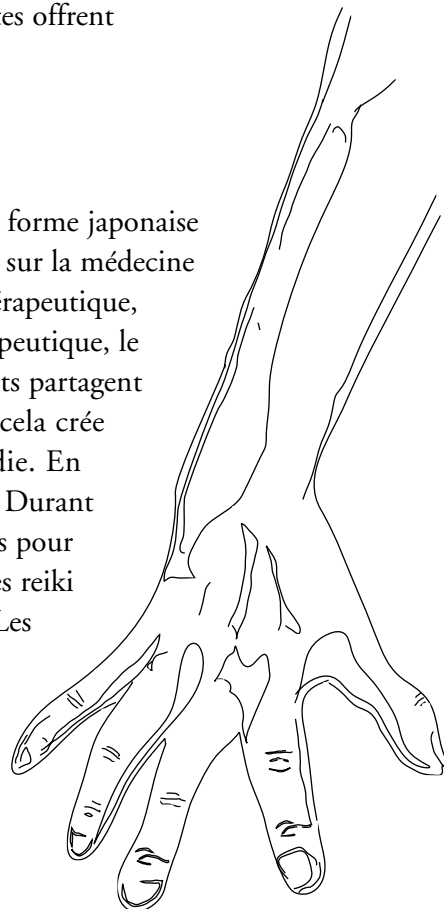 tes offrent
forme japonaise
sur la médecine
érapeutique,
peutique, le
ts partagent
cela crée
die. En
Durant
s pour
es reiki
Les